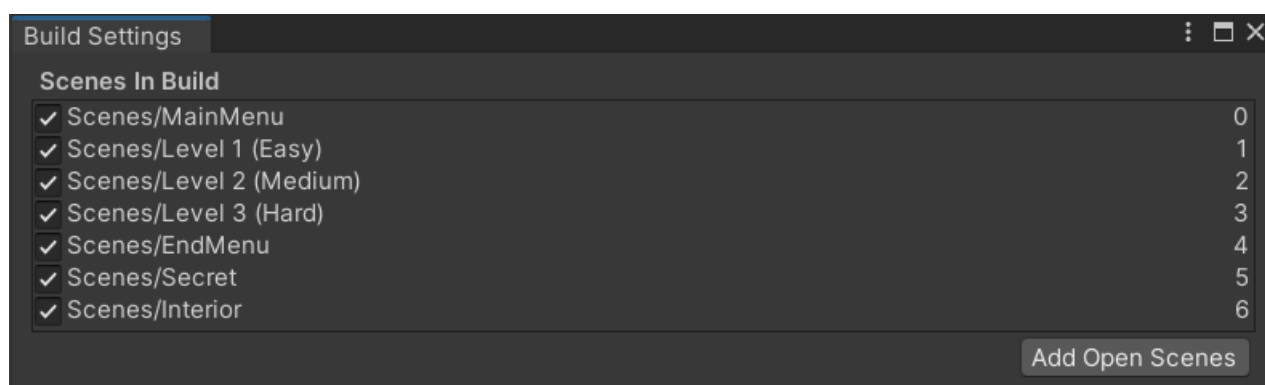 Build Settings
Scenes In Build
Scenes/MainMenu 0
Scenes/Level 1 (Easy) 1
Scenes/Level 2 (Medium) 2
Scenes/Level 3 (Hard) 3
Scenes/EndMenu 4
Scenes/Secret 5
Scenes/Interior 6
Add Open Scenes